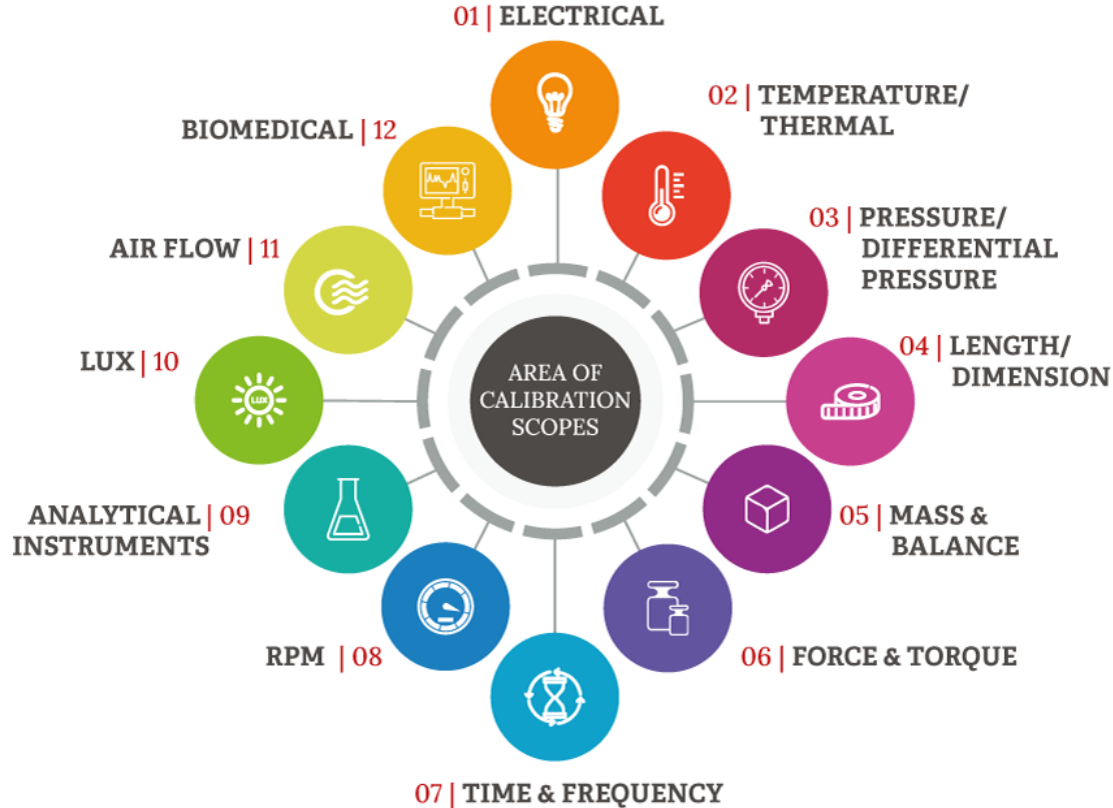 01 | ELECTRICAL
02 | TEMPERATURE/
THERMAL
03 | PRESSURE/
DIFFERENTIAL
PRESSURE
04 | LENGTH/
DIMENSION
05 | MASS &
BALANCE
06 | FORCE & TORQUE
07 | TIME & FREQUENCY
RPM | 08
ANALYTICAL | 09
INSTRUMENTS
LUX | 10
LUX
AIR FLOW | 11
BIOMEDICAL | 12
AREA OF
CALIBRATION
SCOPES